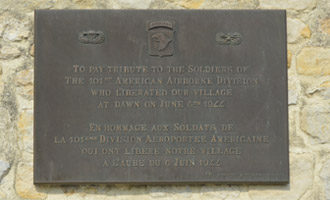 TO PAY TRIBUTE TO THE SOLDIERS OF
THE 101ST AMERICAN AIRBORNE DIVISION
WHO LIBERATED OUR VILLAGE
AT DAWN ON JUNE 6TH 1944
EN HOMMAGE AUX SOLDATS DE
LA 101ÈME DIVISION AÉROPORTÉE AMÉRICAINE
QUI ONT LIBÉRÉ NOTRE VILLAGE
À L'AUBE DU 6 JUIN 1944